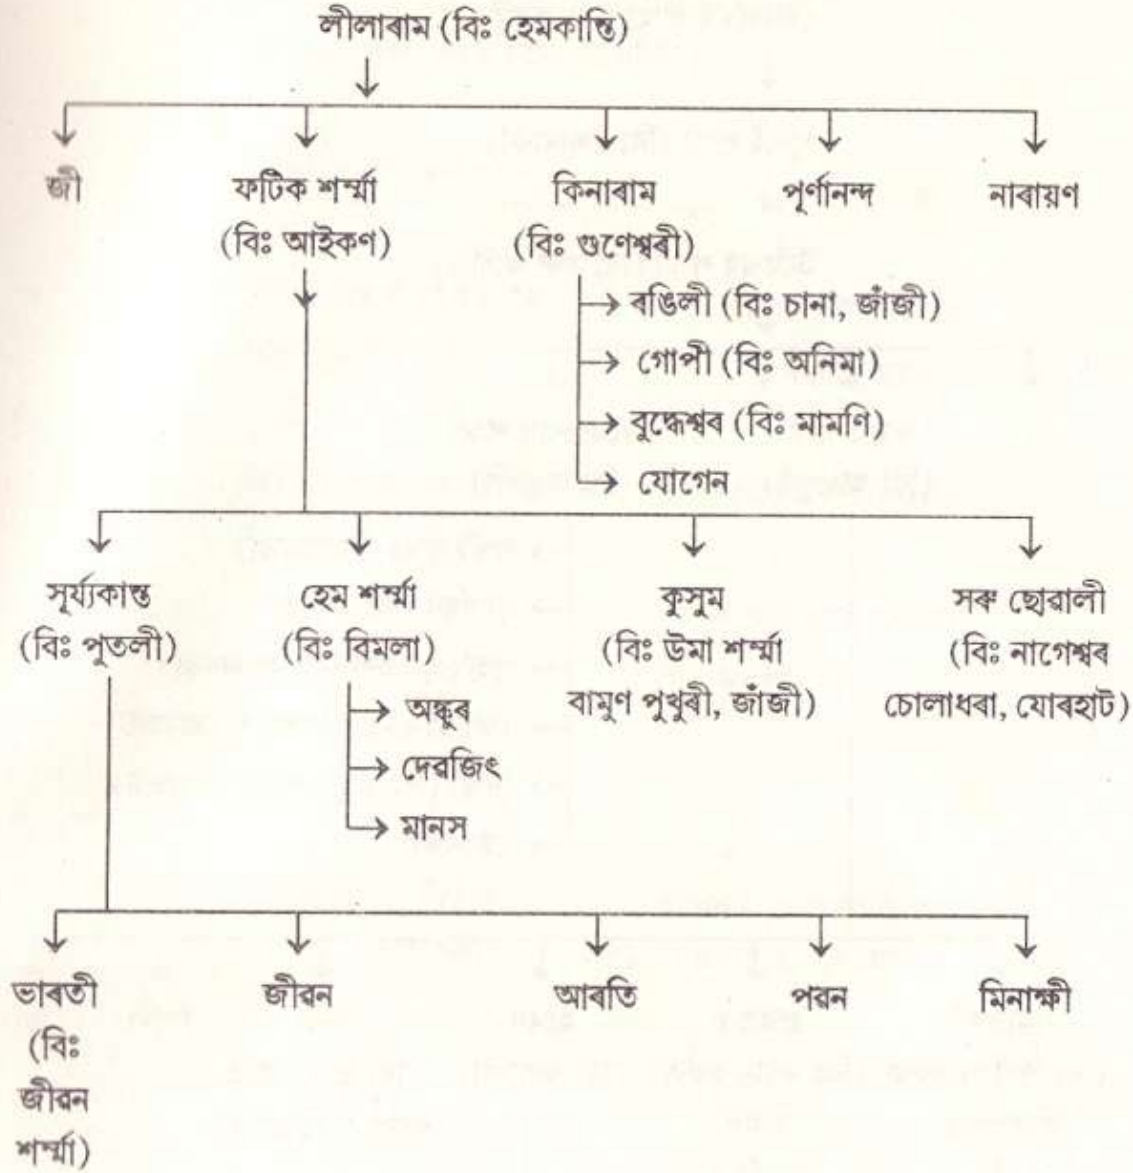 লীলাৰাম (বিঃ হেমকান্তি)
জী ফটিক শৰ্ম্মা কিনাৰাম পূৰ্ণানন্দ নাৰায়ণ
(বিঃ আইকণ) (বিঃ গুণেশ্বৰী)
ৰঙিলী (বিঃ চানা, জাঁজী)
গোপী (বিঃ অনিমা)
বুদ্ধেশ্বৰ (বিঃ মামণি)
যোগেন
সূৰ্য্যকান্ত হেম শৰ্ম্মা কুসুম সৰু ছোৱালী
(বিঃ পুতলী) (বিঃ বিমলা) (বিঃ উমা শৰ্ম্মা (বিঃ নাগেশ্বৰ
বামুণ পুখুৰী, জাঁজী) চোলাধৰা, যোৰহাট)
অঙ্কুৰ
দেৱজিৎ
মানস
ভাৰতী জীৱন আৰতি পৱন মিনাক্ষী
(বিঃ
জীৱন
শৰ্ম্মা)